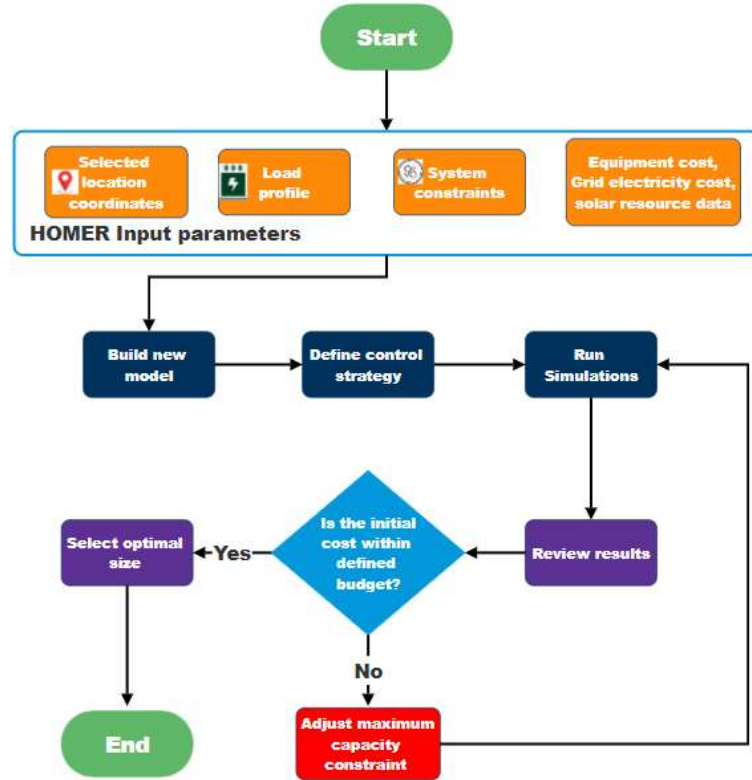 Start
Selected
location
coordinates
Load
profile
System
constraints
Equipment cost,
Grid electricity cost,
solar resource data
HOMER Input parameters
Build new
model
Define control
strategy
Run
Simulations
Is the initial
cost within
defined
budget?
Yes
Select optimal
size
Review results
No
End
Adjust maximum
capacity
constraint